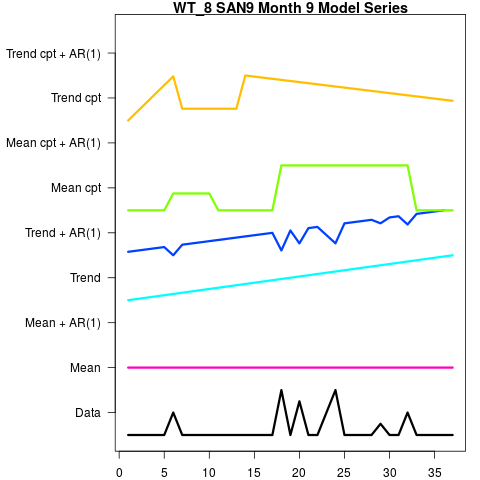 WT_8 SAN9 Month 9 Model Series
Trend cpt + AR(1)
Trend cpt
Mean cpt + AR(1)
Mean cpt
Trend + AR(1)
Trend
Mean + AR(1)
Mean
Data
0 5 10 15 20 25 30 35